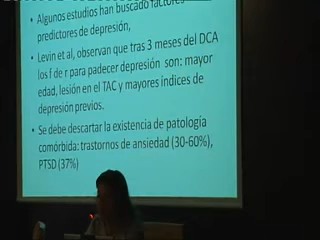 • Algunos estudios han buscado factores
predictores de depresión,
• Levin et al, observan que tras 3 meses del DCA
los f de r para padecer depresión son: mayor
edad, lesión en el TAC y mayores índices de
depresión previos.
• Se debe descartar la existencia de patología
comórbida: trastornos de ansiedad (30-60%),
PTSD (37%)